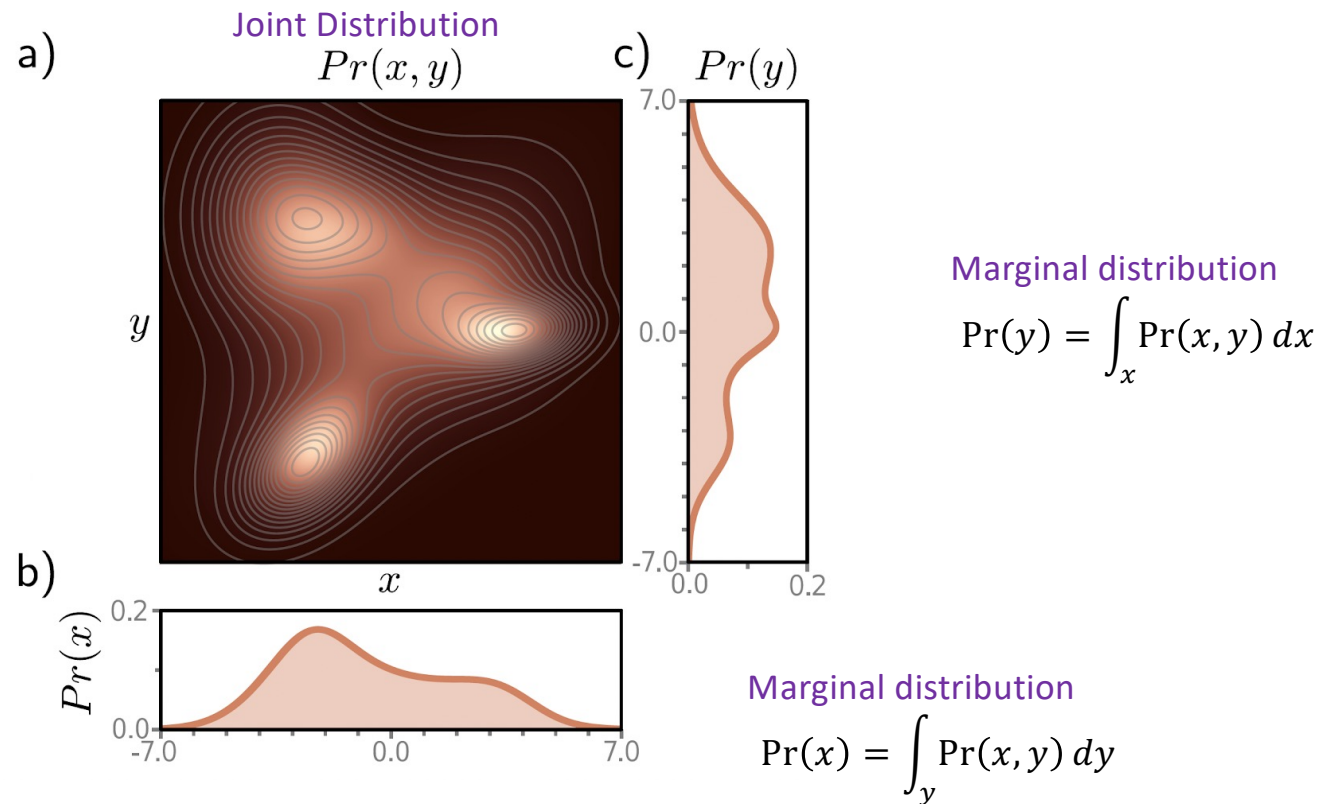 Joint Distribution
a)
Pr(x, y)
y
x
c)
Pr(y)
7.0
0.0
-7.0
0.0
0.2
Marginal distribution
Pr(y) = ∫ₓ Pr(x, y) dx
b)
Pr(x)
0.2
0.0
-7.0
0.0
7.0
Marginal distribution
Pr(x) = ∫_y Pr(x, y) dy